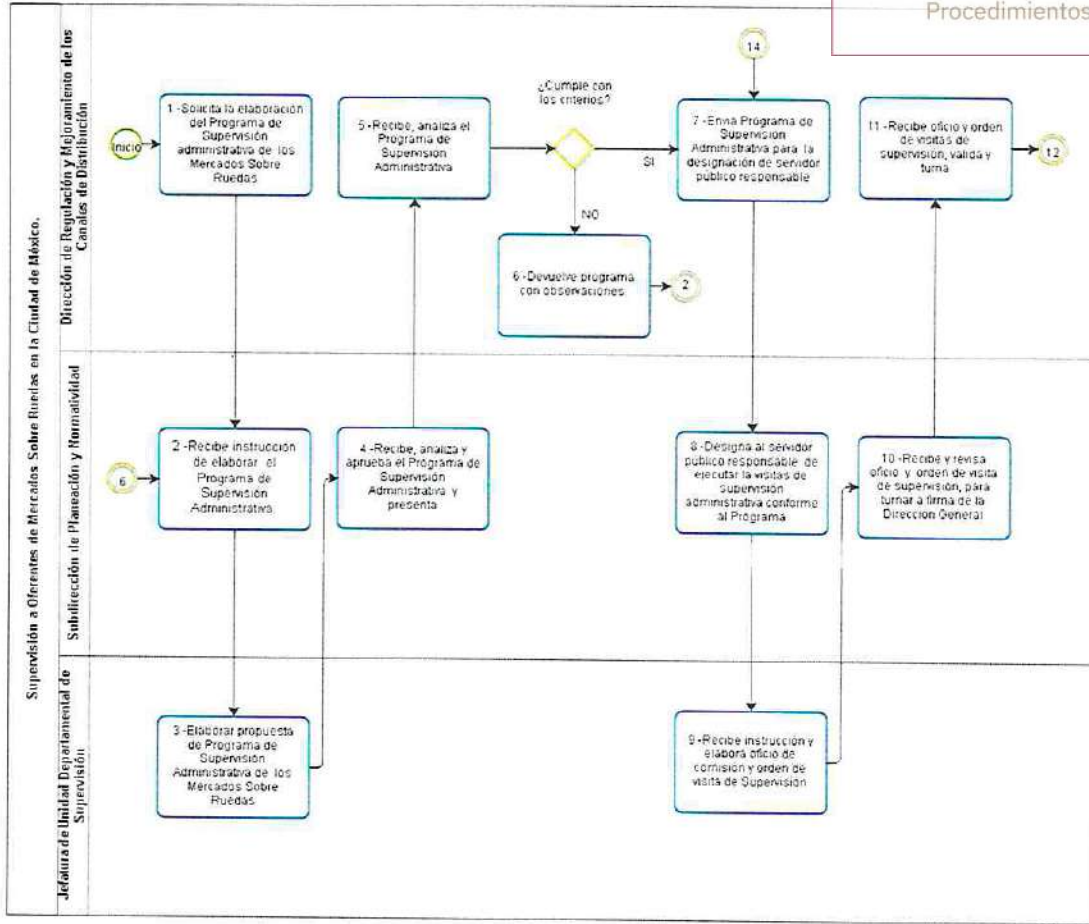 Procedimientos
Supervisión a Oferentes de Mercados Sobre Ruedas en la Ciudad de México.
Dirección de Regulación y Mejoramiento de los
Canales de Distribución
Inicio
1.-Solicita la elaboración
del Programa de
Supervisión
administrativa de los
Mercados Sobre
Ruedas
5.-Recibe, analiza el
Programa de
Supervisión
Administrativa
¿Cumple con
los criterios?
SI
NO
6.-Devuelve programa
con observaciones
2
14
7.-Envía Programa de
Supervisión
Administrativa para la
designación de servidor
público responsable
11.-Recibe oficio y orden
de visitas de
supervisión, valida y
turna
12
Subdirección de Planeación y Normatividad
6
2.-Recibe instrucción
de elaborar el
Programa de
Supervisión
Administrativa
4.-Recibe, analiza y
aprueba el Programa de
Supervisión
Administrativa y
presenta
8.-Designa al servidor
público responsable de
ejecutar la visitas de
supervisión
administrativa conforme
al Programa
10.-Recibe y revisa
oficio y orden de visita
de supervisión, para
turnar a firma de la
Dirección General
Jefatura de Unidad Departamental de
Supervisión
3.-Elaborar propuesta
de Programa de
Supervisión
Administrativa de los
Mercados Sobre
Ruedas
9.-Recibe instrucción y
elabora oficio de
comisión y orden de
visita de Supervisión